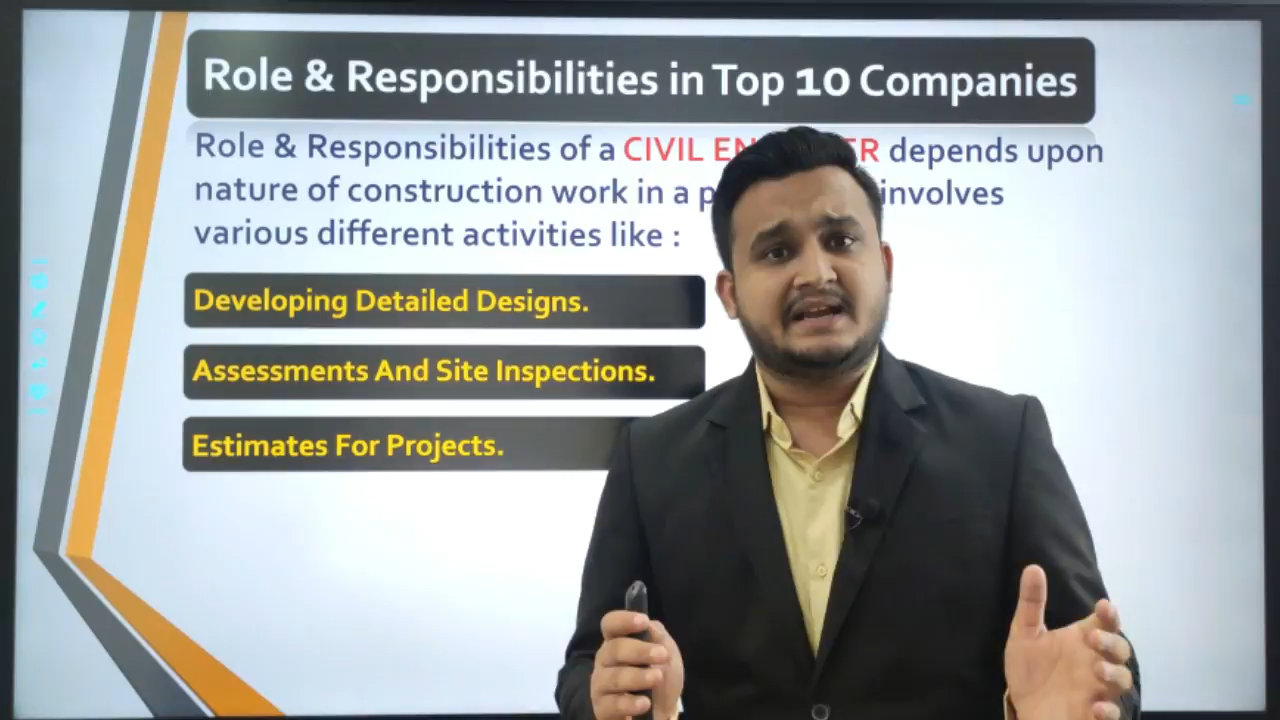 Role & Responsibilities in Top 10 Companies
Role & Responsibilities of a CIVIL depends upon
nature of construction work in a involves
various different activities like :
Developing Detailed Designs.
Assessments And Site Inspections.
Estimates For Projects.